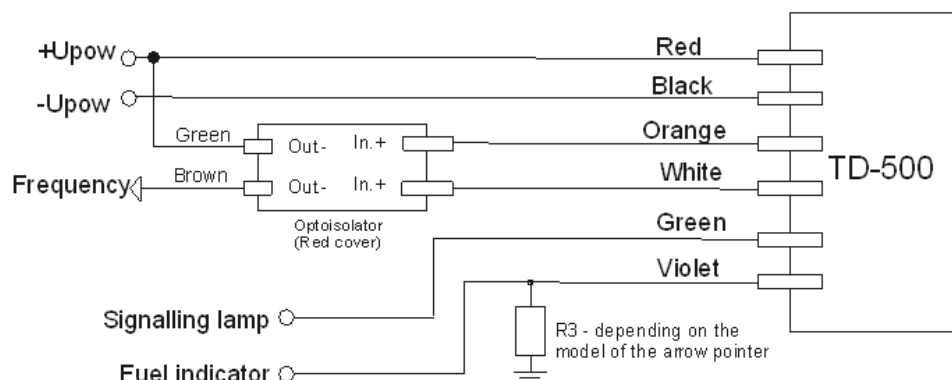 +Upow
Red
-Upow
Black
Green
Out-
In.+
Orange
Frequency
Brown
Out-
In.+
White
TD-500
Optoisolator
(Red cover)
Green
Violet
Signalling lamp
R3 - depending on the
model of the arrow pointer
Fuel indicator